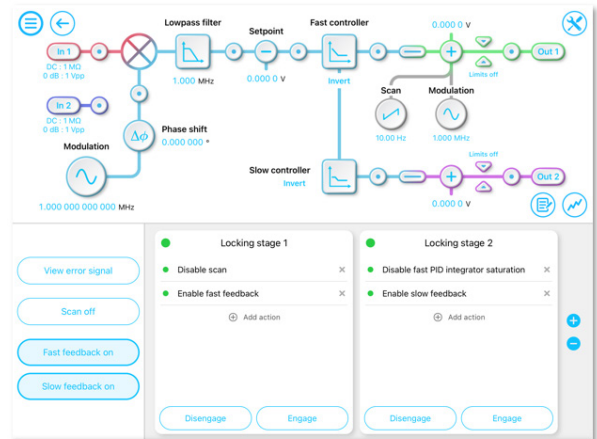 Lowpass filter
Setpoint
Fast controller
0.000 0 V
In 1
DC : 1 MΩ
0 dB : 1 Vpp
1.000 MHz
0.000 0 V
Invert
Limits off
Out 1
In 2
DC : 1 MΩ
0 dB : 1 Vpp
Scan
Modulation
Δϕ
Phase shift
0.000 000 °
10.00 Hz
1.000 MHz
Modulation
1.000 000 000 000 MHz
Slow controller
Invert
Limits off
Out 2
0.000 0 V
View error signal
Scan off
Fast feedback on
Slow feedback on
Locking stage 1
Disable scan
Enable fast feedback
Add action
Disengage
Engage
Locking stage 2
Disable fast PID integrator saturation
Enable slow feedback
Add action
Disengage
Engage